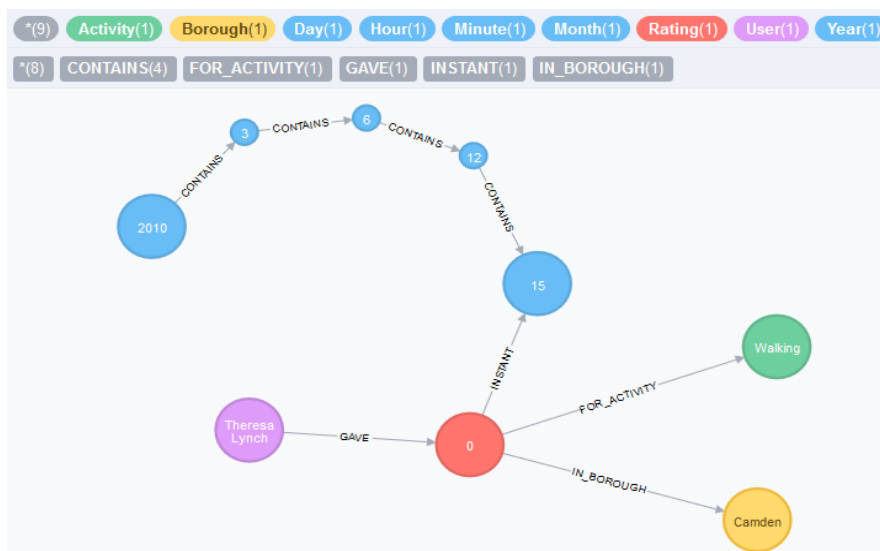 *(9) Activity(1) Borough(1) Day(1) Hour(1) Minute(1) Month(1) Rating(1) User(1) Year(1)
*(8) CONTAINS(4) FOR_ACTIVITY(1) GAVE(1) INSTANT(1) IN_BOROUGH(1)
3
CONTAINS
6
CONTAINS
12
CONTAINS
CONTAINS
2010
15
INSTANT
Walking
FOR_ACTIVITY
Theresa
Lynch
GAVE
0
IN_BOROUGH
Camden